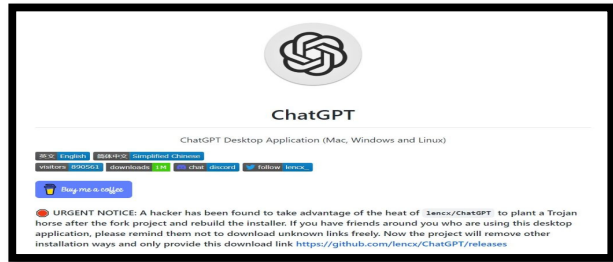 ChatGPT
ChatGPT Desktop Application (Mac, Windows and Linux)
英文 English 简体中文 Simplified Chinese
visitors 890561 downloads 1M chat discord follow lencx_
Buy me a coffee
URGENT NOTICE: A hacker has been found to take advantage of the heat of lencx/ChatGPT to plant a Trojan
horse after the fork project and rebuild the installer. If you have friends around you who are using this desktop
application, please remind them not to download unknown links freely. Now the project will remove other
installation ways and only provide this download link https://github.com/lencx/ChatGPT/releases